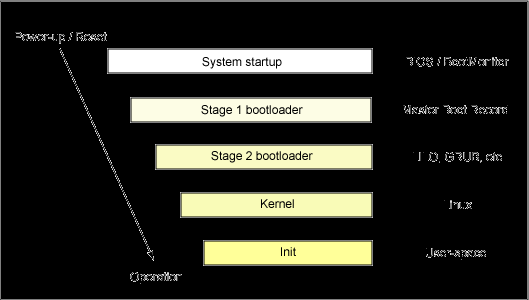 Power-up / Reset
System startup
BIOS / BootMonitor
Stage 1 bootloader
Master Boot Record
Stage 2 bootloader
LILO, GRUB, etc
Kernel
Linux
Init
User-space
Operation